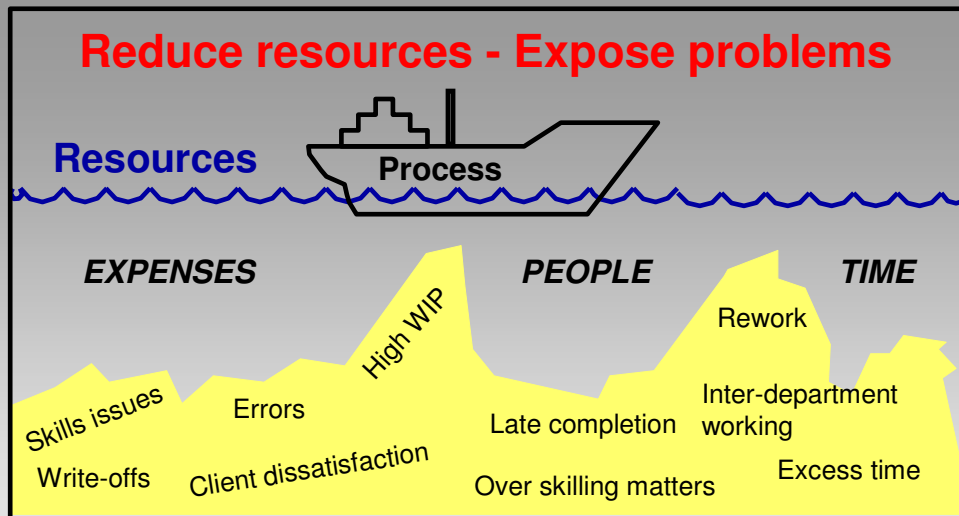 Reduce resources - Expose problems
Resources
Process
EXPENSES
PEOPLE
TIME
High WIP
Rework
Skills issues
Errors
Late completion
Inter-department
working
Write-offs
Client dissatisfaction
Over skilling matters
Excess time